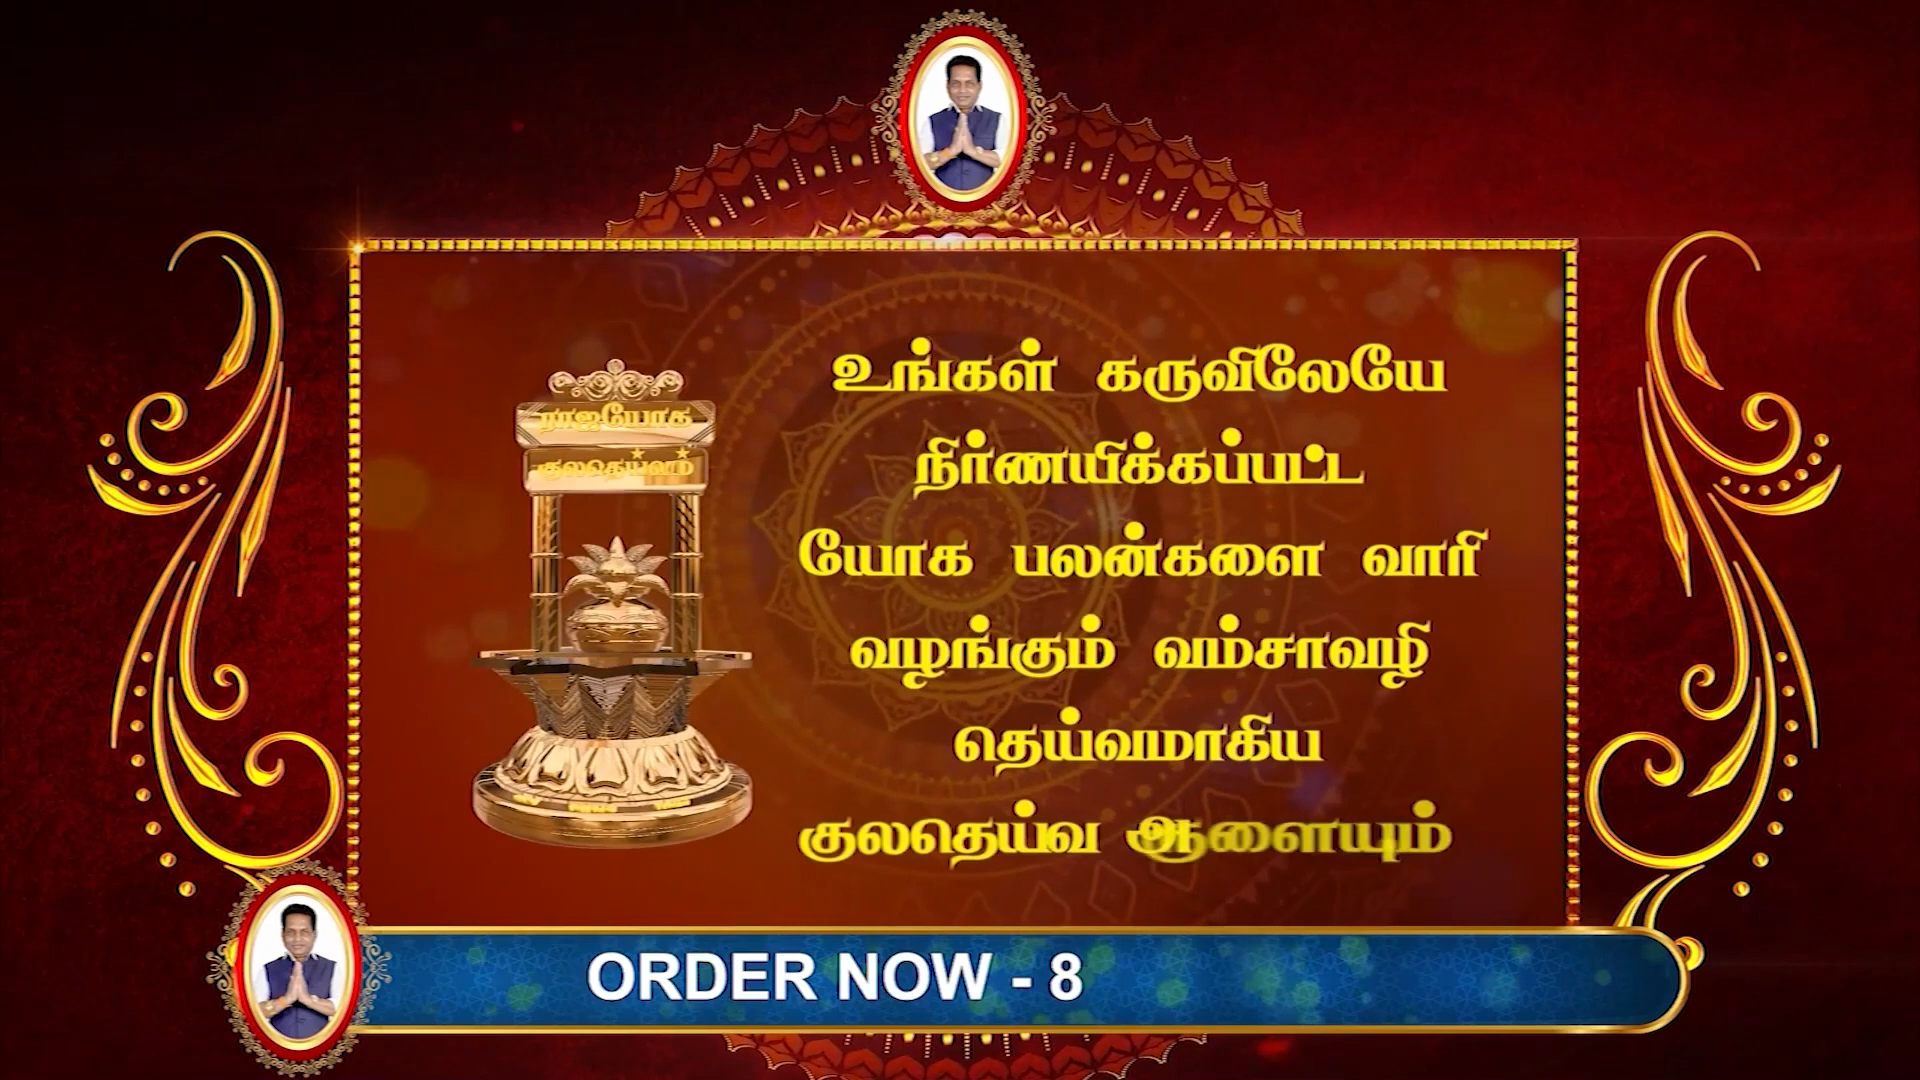 ராஜயோக
குலதெய்வம்
உங்கள் கருவிலேயே
நிர்ணயிக்கப்பட்ட
யோக பலன்களை வாரி
வழங்கும் வம்சாவழி
தெய்வமாகிய
குலதெய்வ ஆளையும்
ORDER NOW - 8